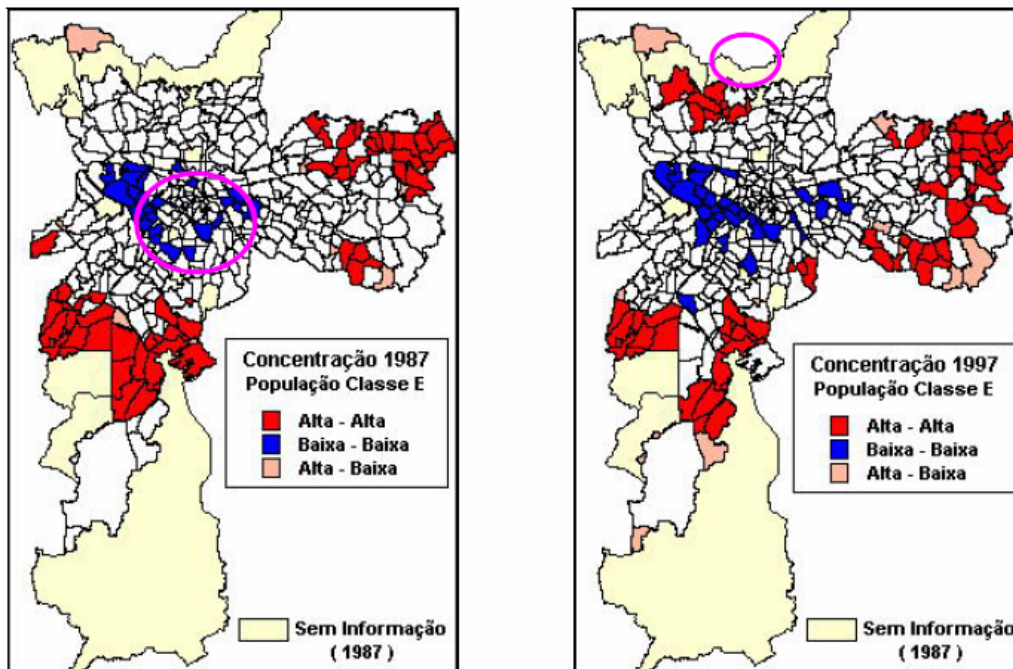 Concentração 1987
População Classe E
Alta - Alta
Baixa - Baixa
Alta - Baixa
Sem Informação
( 1987 )
Concentração 1997
População Classe E
Alta - Alta
Baixa - Baixa
Alta - Baixa
Sem Informação
( 1987 )